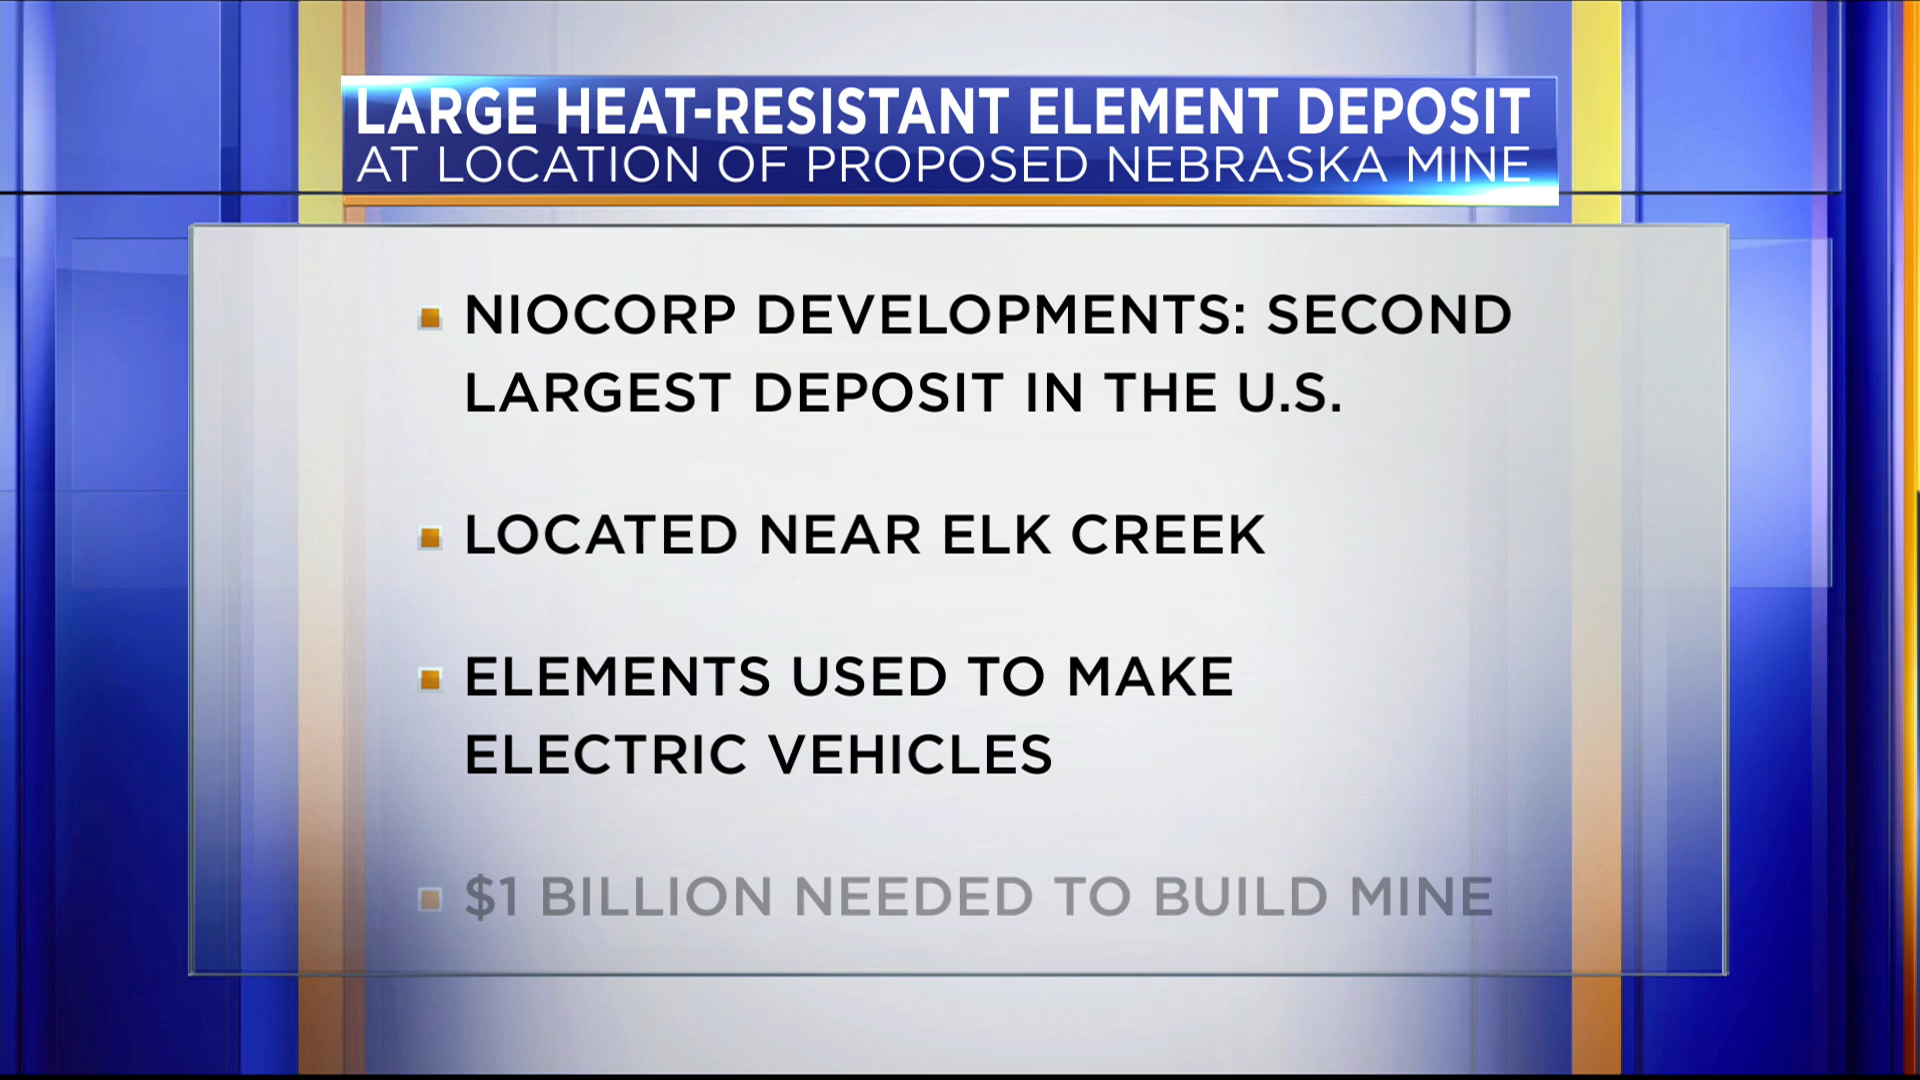 LARGE HEAT-RESISTANT ELEMENT DEPOSIT
AT LOCATION OF PROPOSED NEBRASKA MINE
NIOCORP DEVELOPMENTS: SECOND
LARGEST DEPOSIT IN THE U.S.
LOCATED NEAR ELK CREEK
ELEMENTS USED TO MAKE
ELECTRIC VEHICLES
$1 BILLION NEEDED TO BUILD MINE